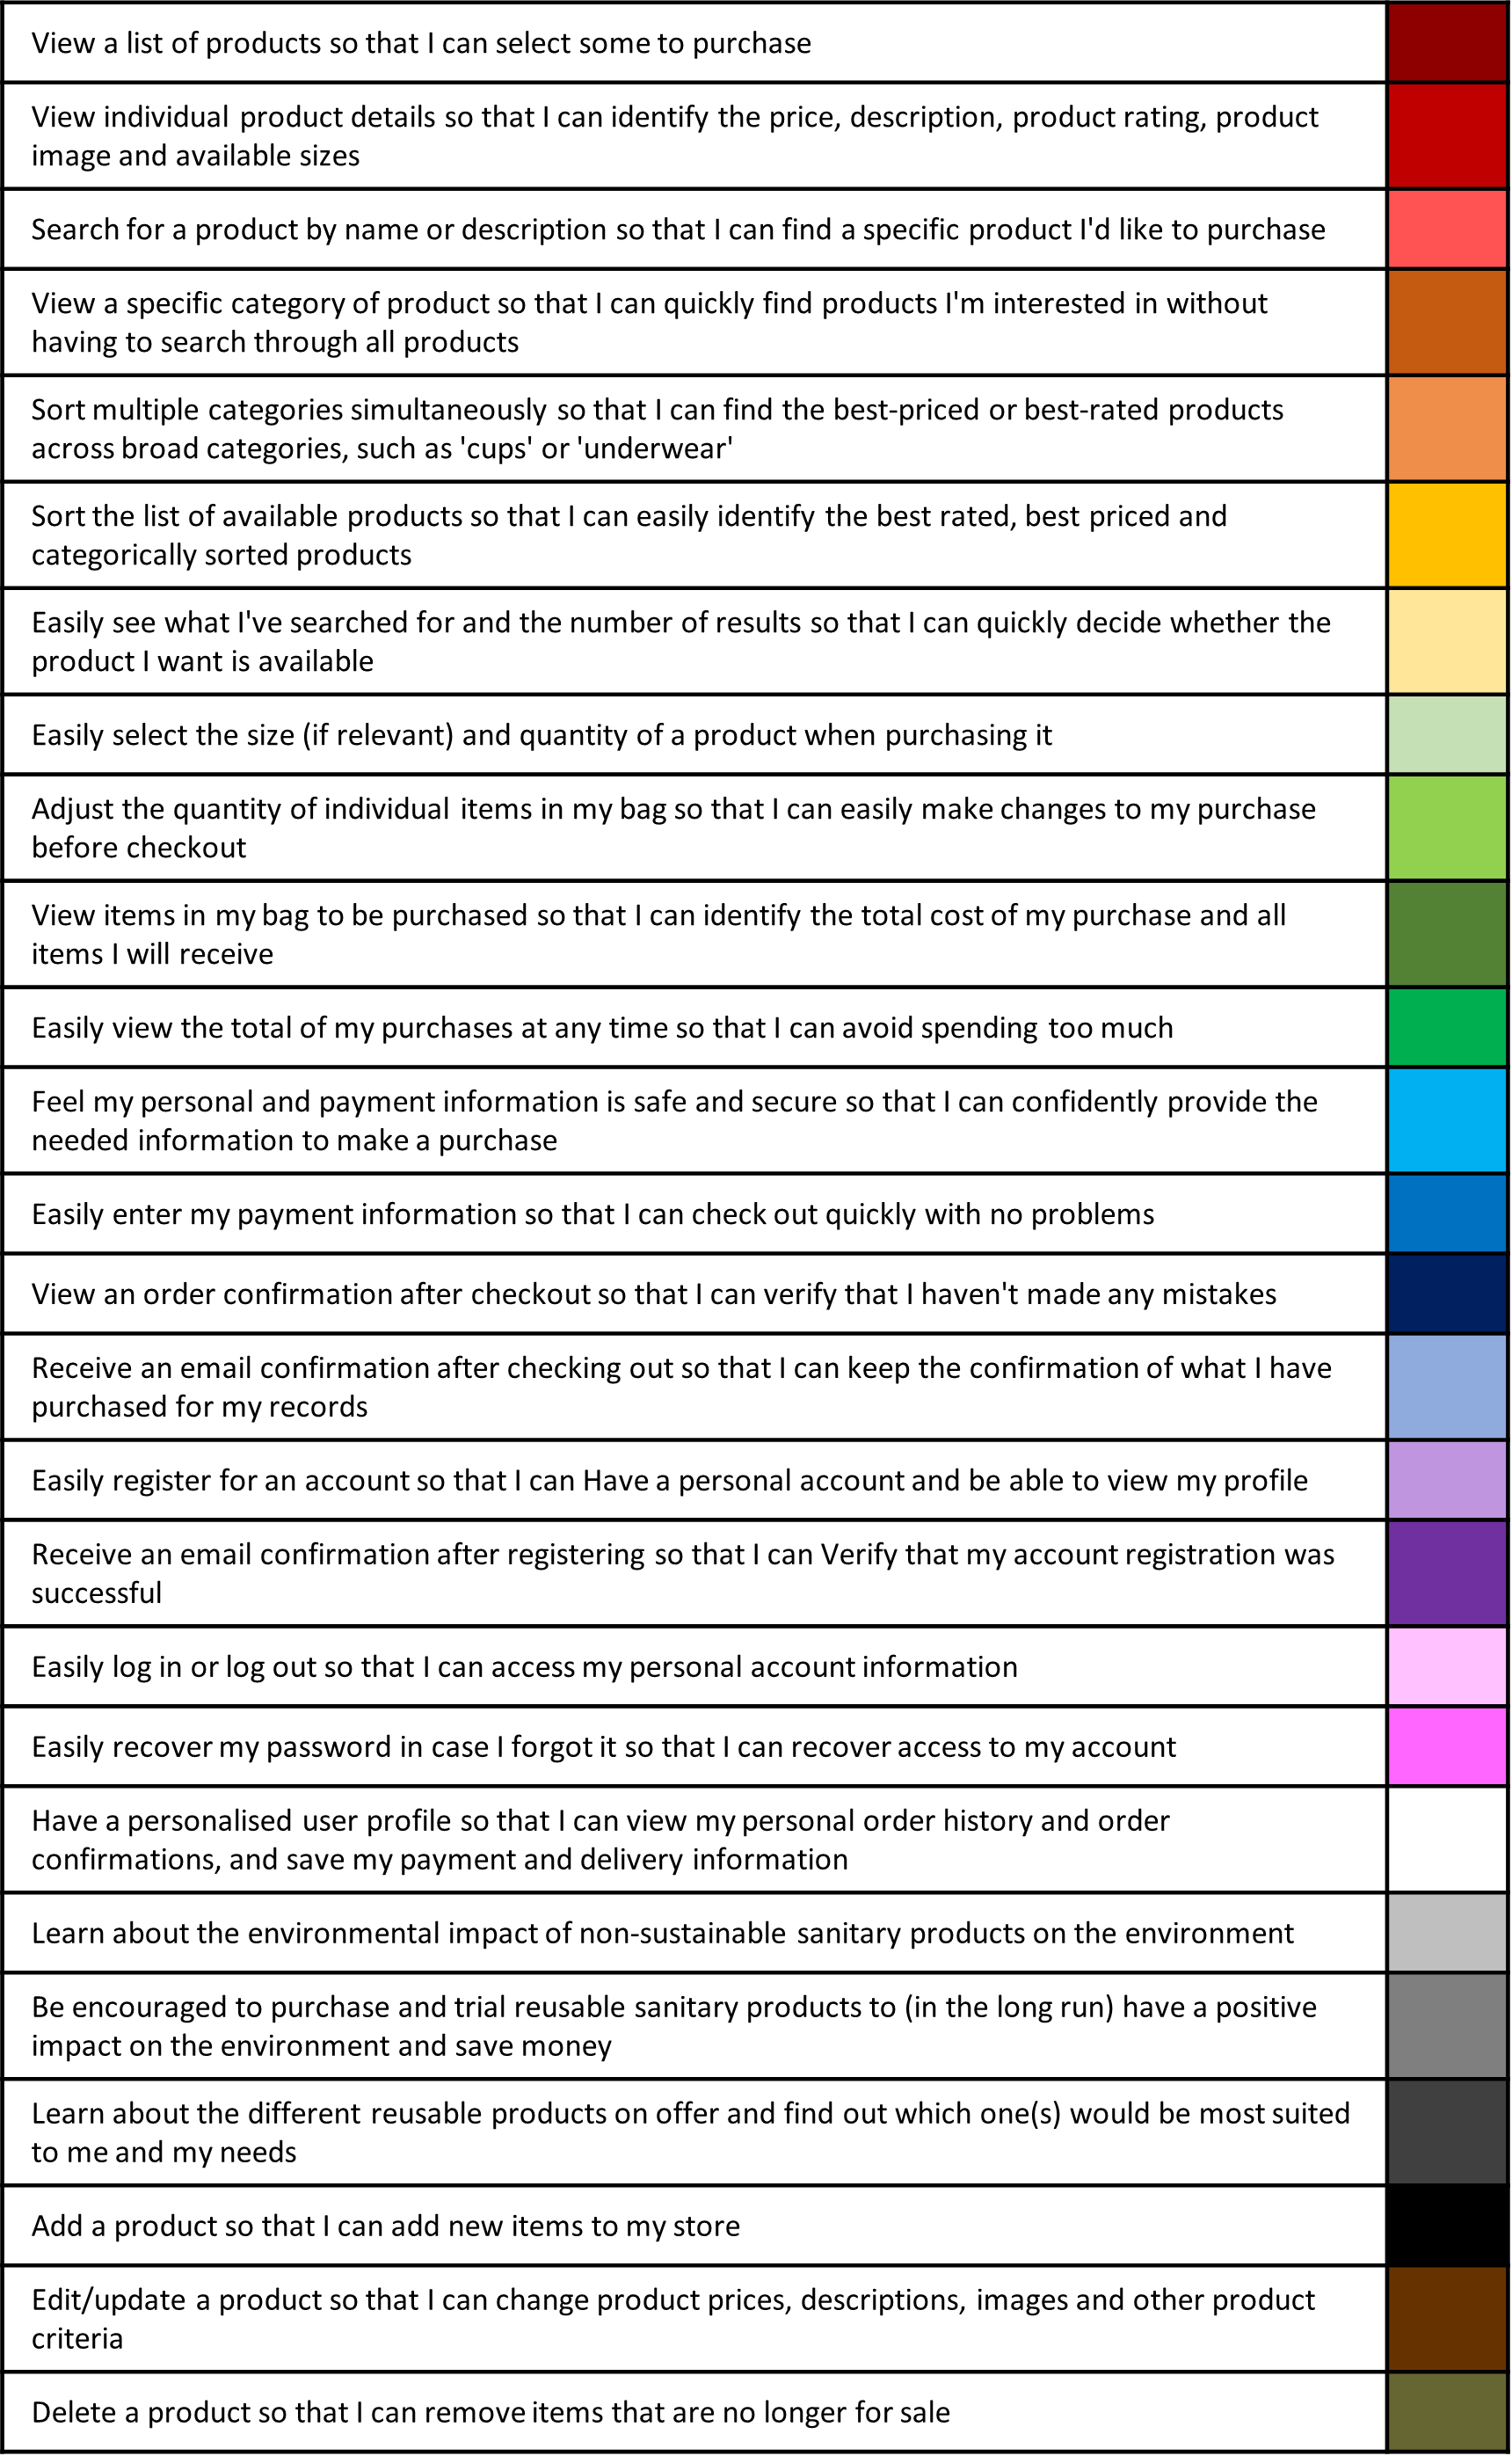 View a list of products so that I can select some to purchase
View individual product details so that I can identify the price, description, product rating, product
image and available sizes
Search for a product by name or description so that I can find a specific product I'd like to purchase
View a specific category of product so that I can quickly find products I'm interested in without
having to search through all products
Sort multiple categories simultaneously so that I can find the best-priced or best-rated products
across broad categories, such as 'cups' or 'underwear'
Sort the list of available products so that I can easily identify the best rated, best priced and
categorically sorted products
Easily see what I've searched for and the number of results so that I can quickly decide whether the
product I want is available
Easily select the size (if relevant) and quantity of a product when purchasing it
Adjust the quantity of individual items in my bag so that I can easily make changes to my purchase
before checkout
View items in my bag to be purchased so that I can identify the total cost of my purchase and all
items I will receive
Easily view the total of my purchases at any time so that I can avoid spending too much
Feel my personal and payment information is safe and secure so that I can confidently provide the
needed information to make a purchase
Easily enter my payment information so that I can check out quickly with no problems
View an order confirmation after checkout so that I can verify that I haven't made any mistakes
Receive an email confirmation after checking out so that I can keep the confirmation of what I have
purchased for my records
Easily register for an account so that I can Have a personal account and be able to view my profile
Receive an email confirmation after registering so that I can Verify that my account registration was
successful
Easily log in or log out so that I can access my personal account information
Easily recover my password in case I forgot it so that I can recover access to my account
Have a personalised user profile so that I can view my personal order history and order
confirmations, and save my payment and delivery information
Learn about the environmental impact of non-sustainable sanitary products on the environment
Be encouraged to purchase and trial reusable sanitary products to (in the long run) have a positive
impact on the environment and save money
Learn about the different reusable products on offer and find out which one(s) would be most suited
to me and my needs
Add a product so that I can add new items to my store
Edit/update a product so that I can change product prices, descriptions, images and other product
criteria
Delete a product so that I can remove items that are no longer for sale